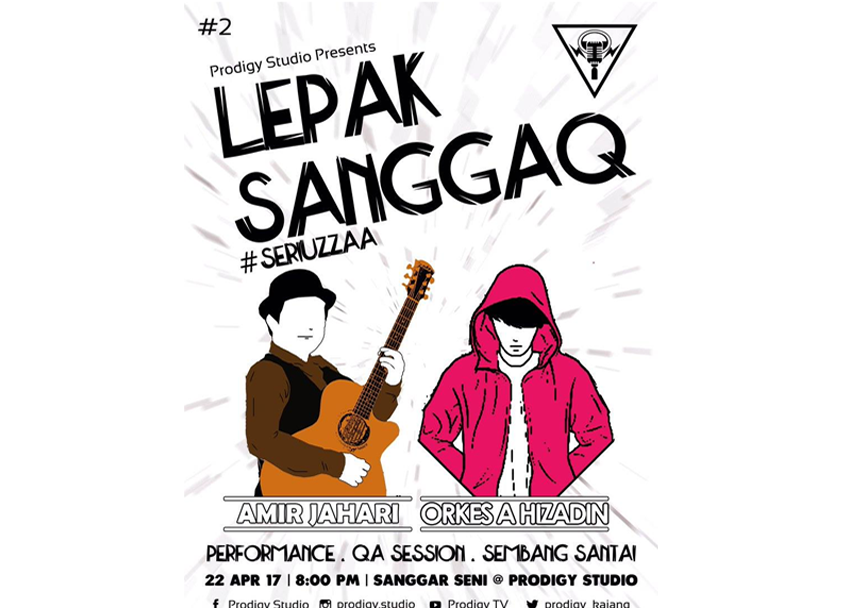 #2
Prodigy Studio Presents
LEPAK
SANGGAQ
#SERIUZZAA
AMIR JAHARI
ORKES A HIZADIN
PERFORMANCE . QA SESSION . SEMBANG SANTAI
22 APR 17 | 8:00 PM | SANGGAR SENI @ PRODIGY STUDIO
Prodigy Studio prodigy.studio Prodigy TV prodigy_kajang